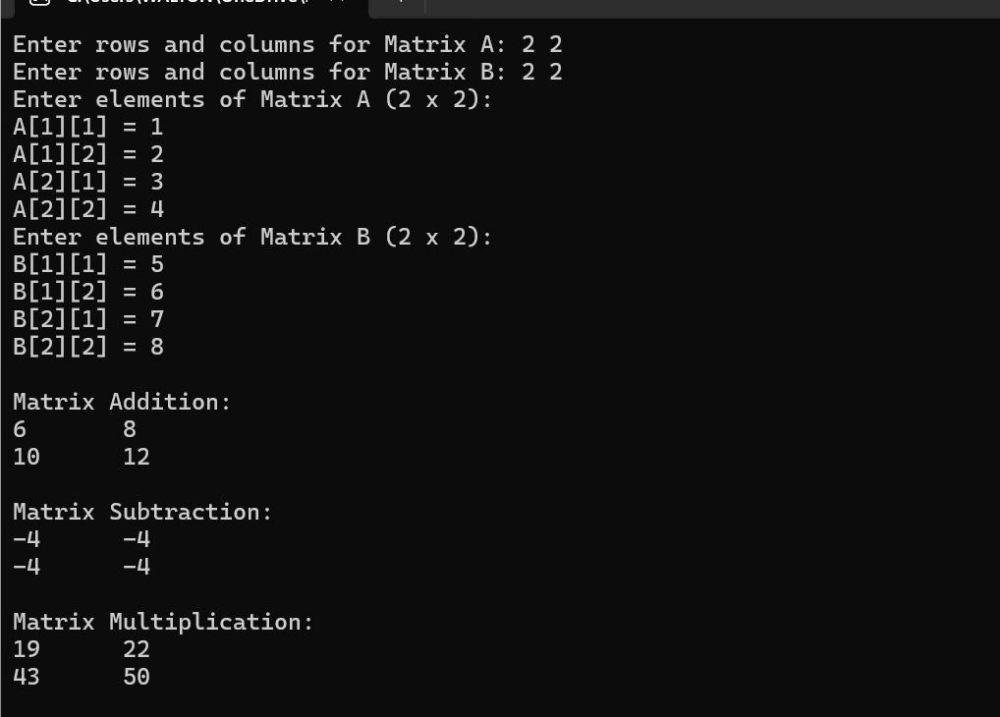 Enter rows and columns for Matrix A: 2 2
Enter rows and columns for Matrix B: 2 2
Enter elements of Matrix A (2 x 2):
A[1][1] = 1
A[1][2] = 2
A[2][1] = 3
A[2][2] = 4
Enter elements of Matrix B (2 x 2):
B[1][1] = 5
B[1][2] = 6
B[2][1] = 7
B[2][2] = 8
Matrix Addition:
6 8
10 12
Matrix Subtraction:
-4 -4
-4 -4
Matrix Multiplication:
19 22
43 50